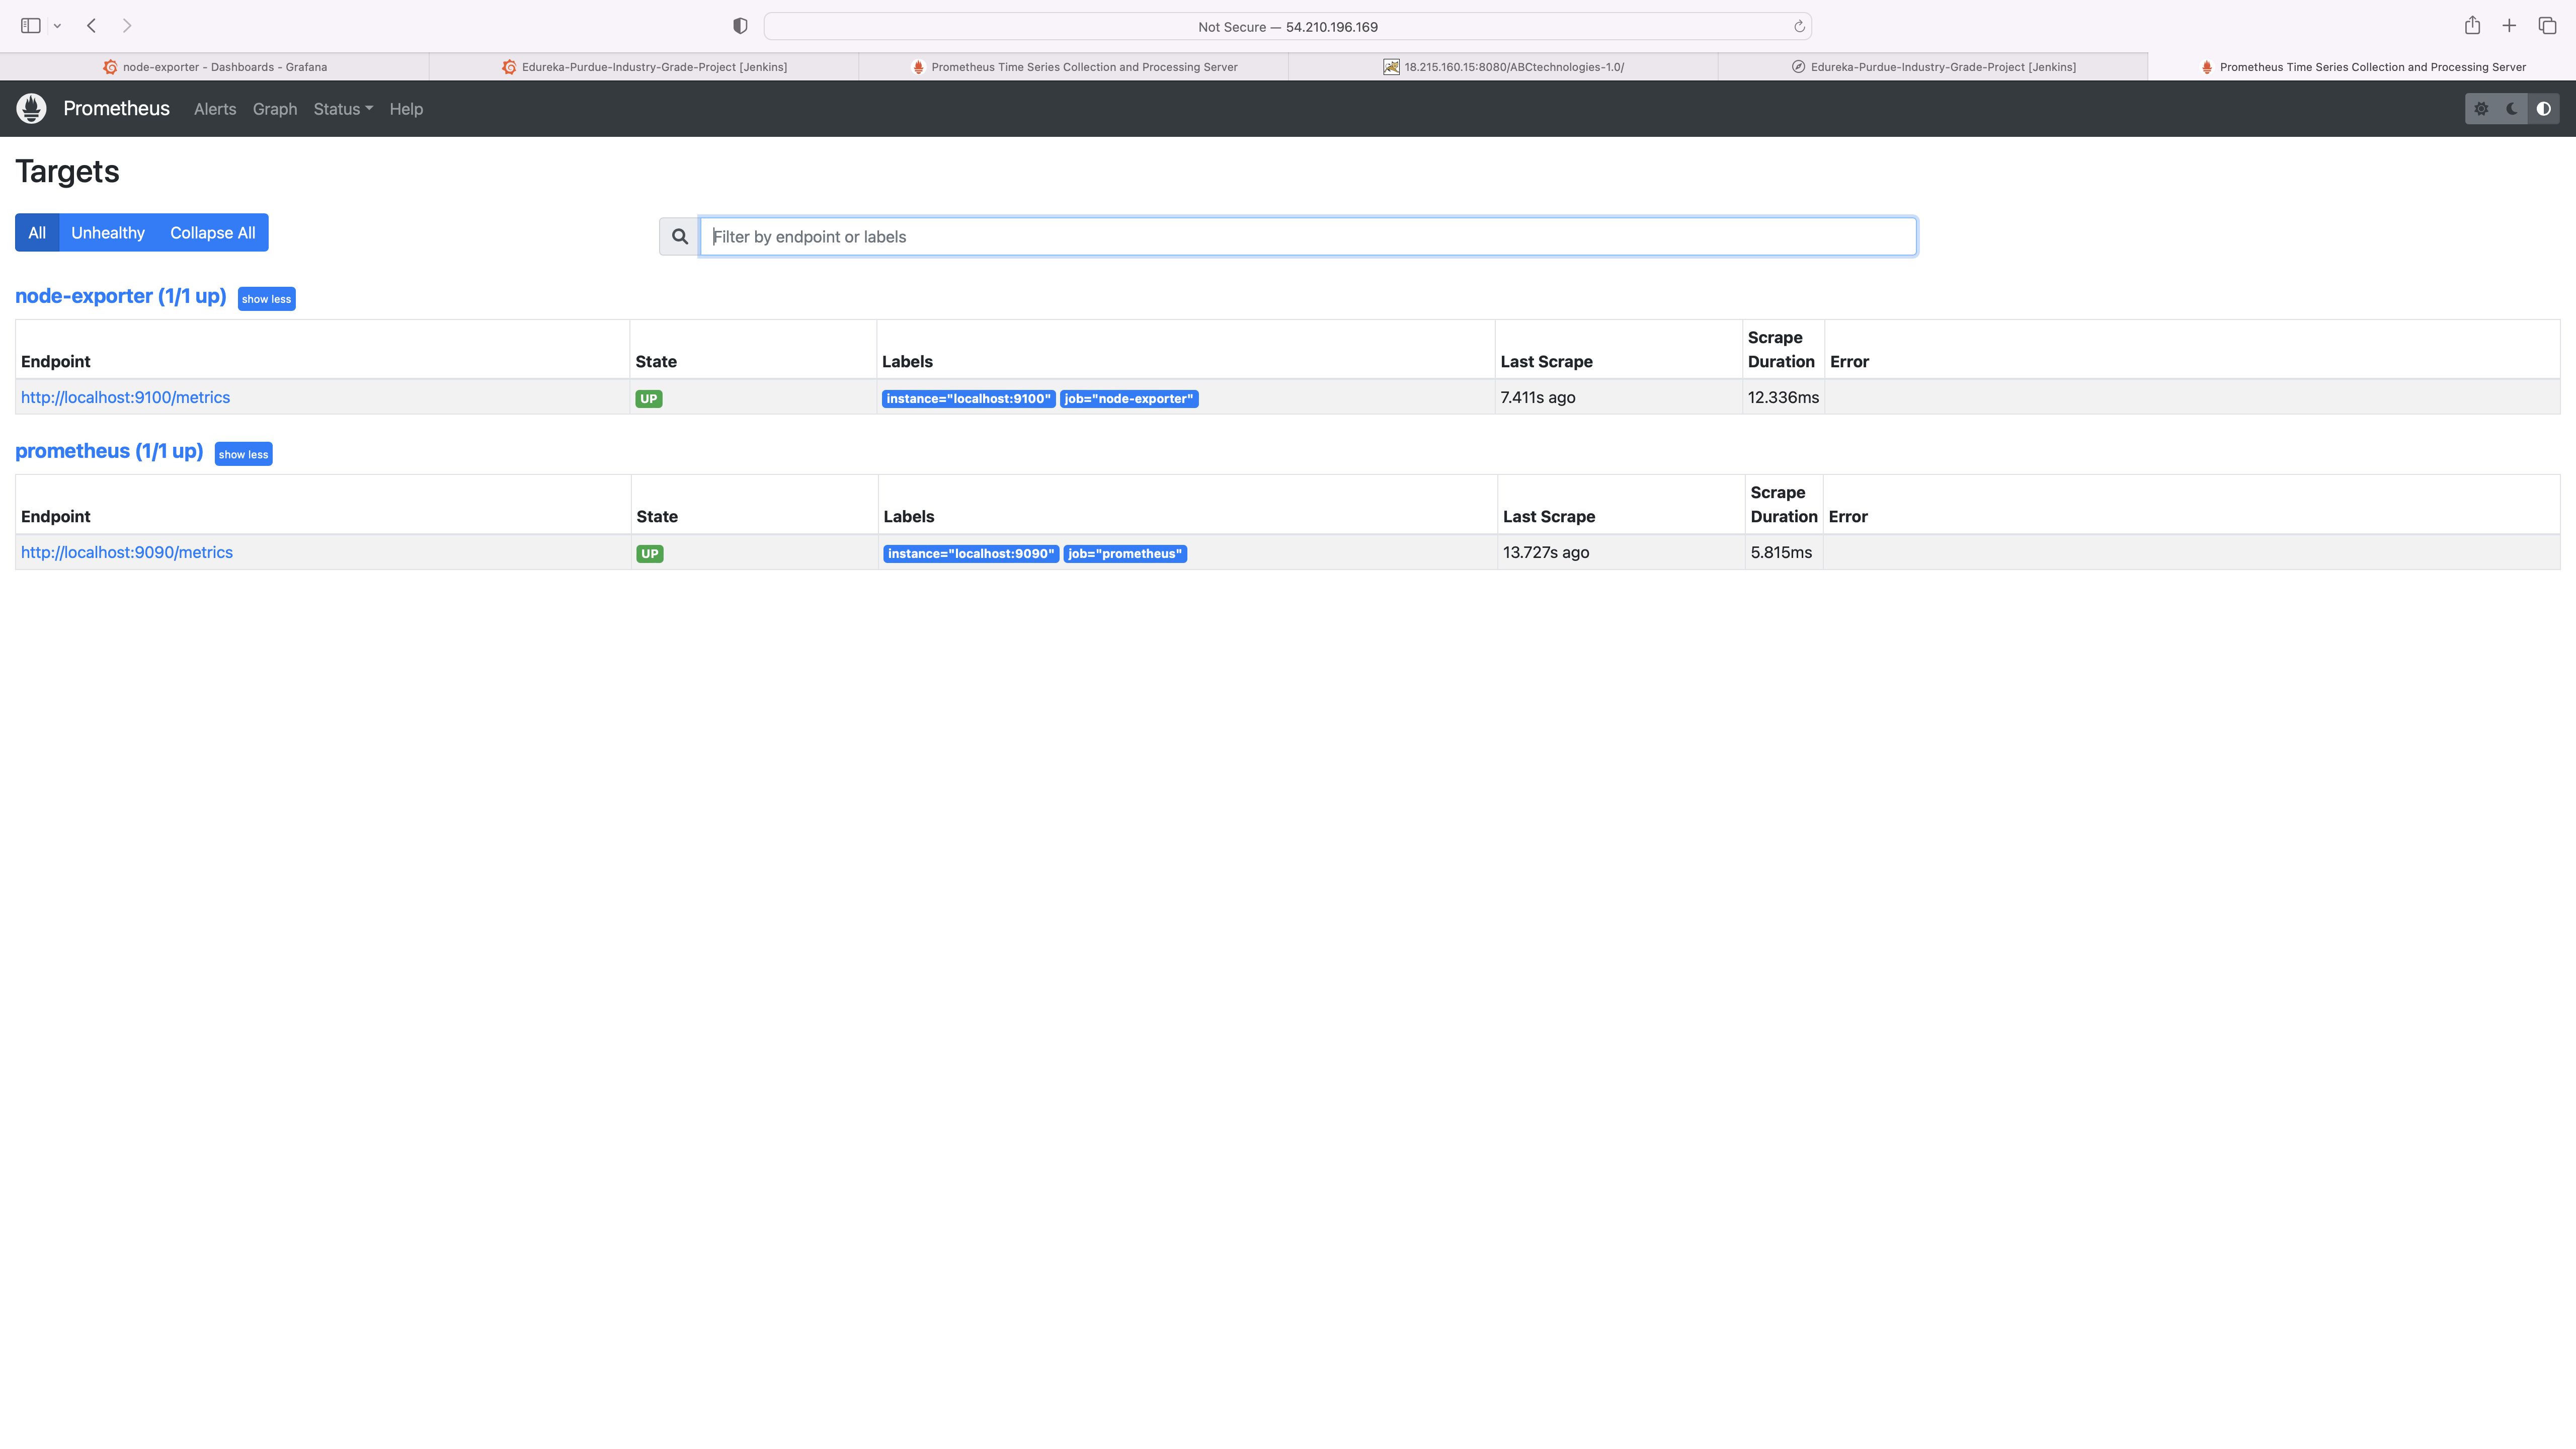 Not Secure — 54.210.196.169
node-exporter - Dashboards - Grafana
Edureka-Purdue-Industry-Grade-Project [Jenkins]
Prometheus Time Series Collection and Processing Server
18.215.160.15:8080/ABCtechnologies-1.0/
Edureka-Purdue-Industry-Grade-Project [Jenkins]
Prometheus Time Series Collection and Processing Server
Prometheus Alerts Graph Status Help
Targets
All Unhealthy Collapse All
Filter by endpoint or labels
node-exporter (1/1 up) show less
Endpoint State Labels Last Scrape Scrape Duration Error
http://localhost:9100/metrics UP instance="localhost:9100" job="node-exporter" 7.411s ago 12.336ms
prometheus (1/1 up) show less
Endpoint State Labels Last Scrape Scrape Duration Error
http://localhost:9090/metrics UP instance="localhost:9090" job="prometheus" 13.727s ago 5.815ms